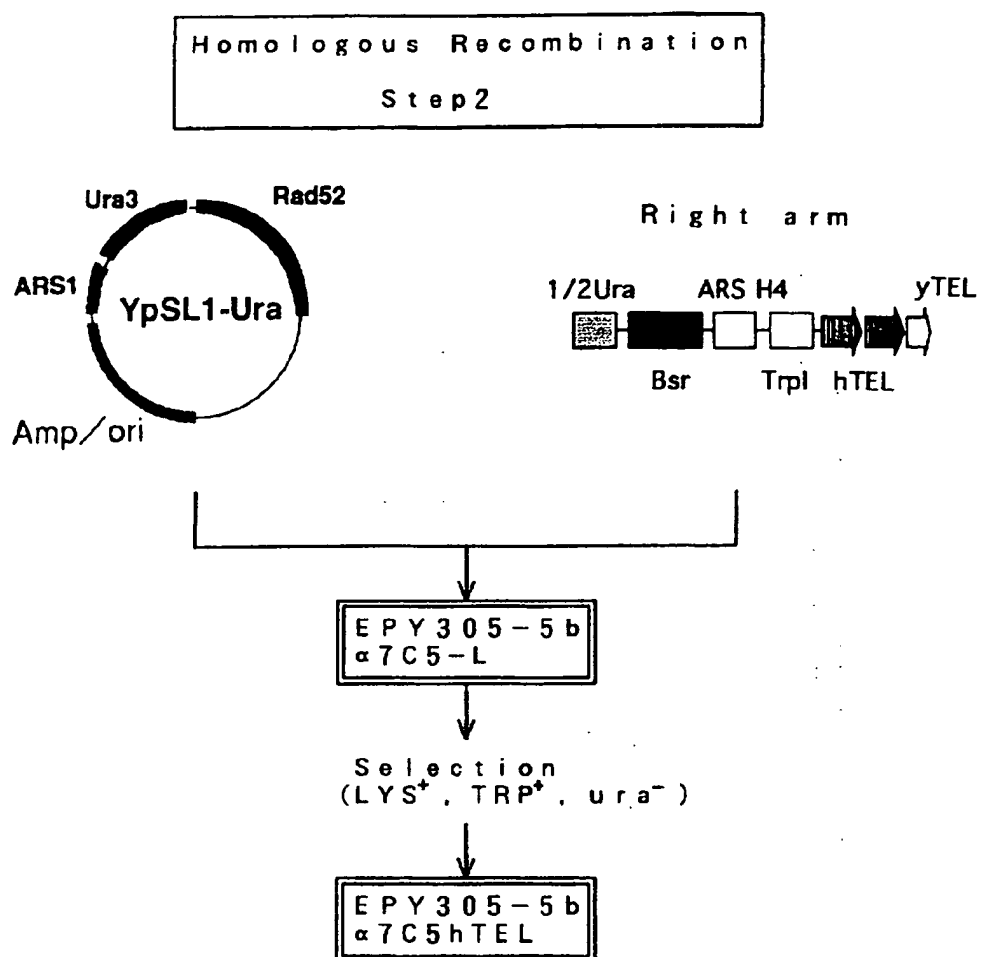 Homologous Recombination
Step2
Ura3
Rad52
ARS1
YpSL1-Ura
Amp/ori
Right arm
1/2Ura
ARS H4
yTEL
Bsr
TrpI
hTEL
EPY305-5b
α7C5-L
Selection
(LYS⁺, TRP⁺, ura⁻)
EPY305-5b
α7C5hTEL